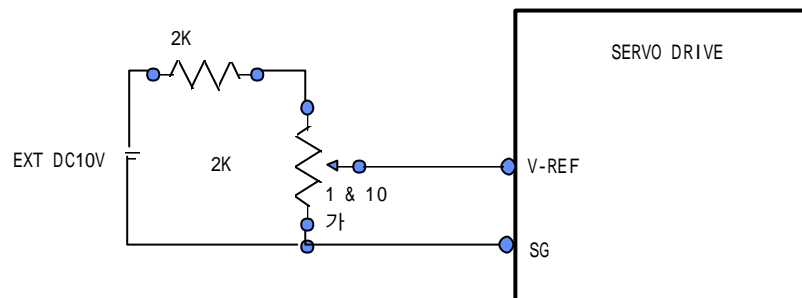 2K
SERVO DRIVE
EXT DC10V
2K
V-REF
1 & 10
가
SG